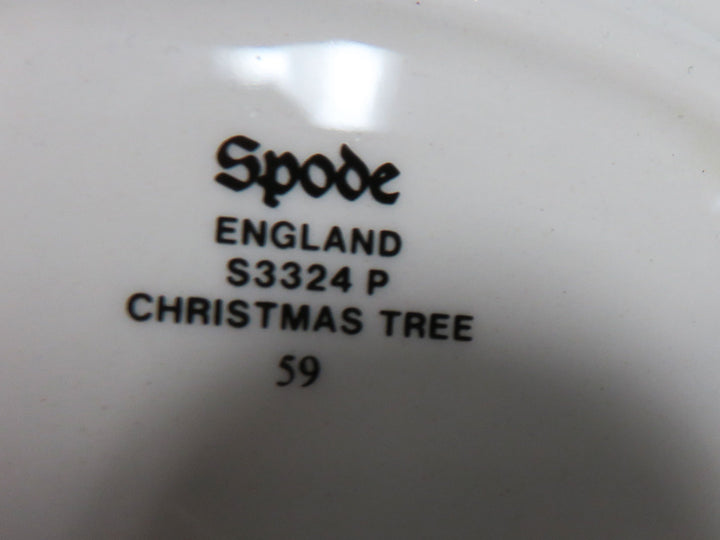 Spode
ENGLAND
S3324 P
CHRISTMAS TREE
59